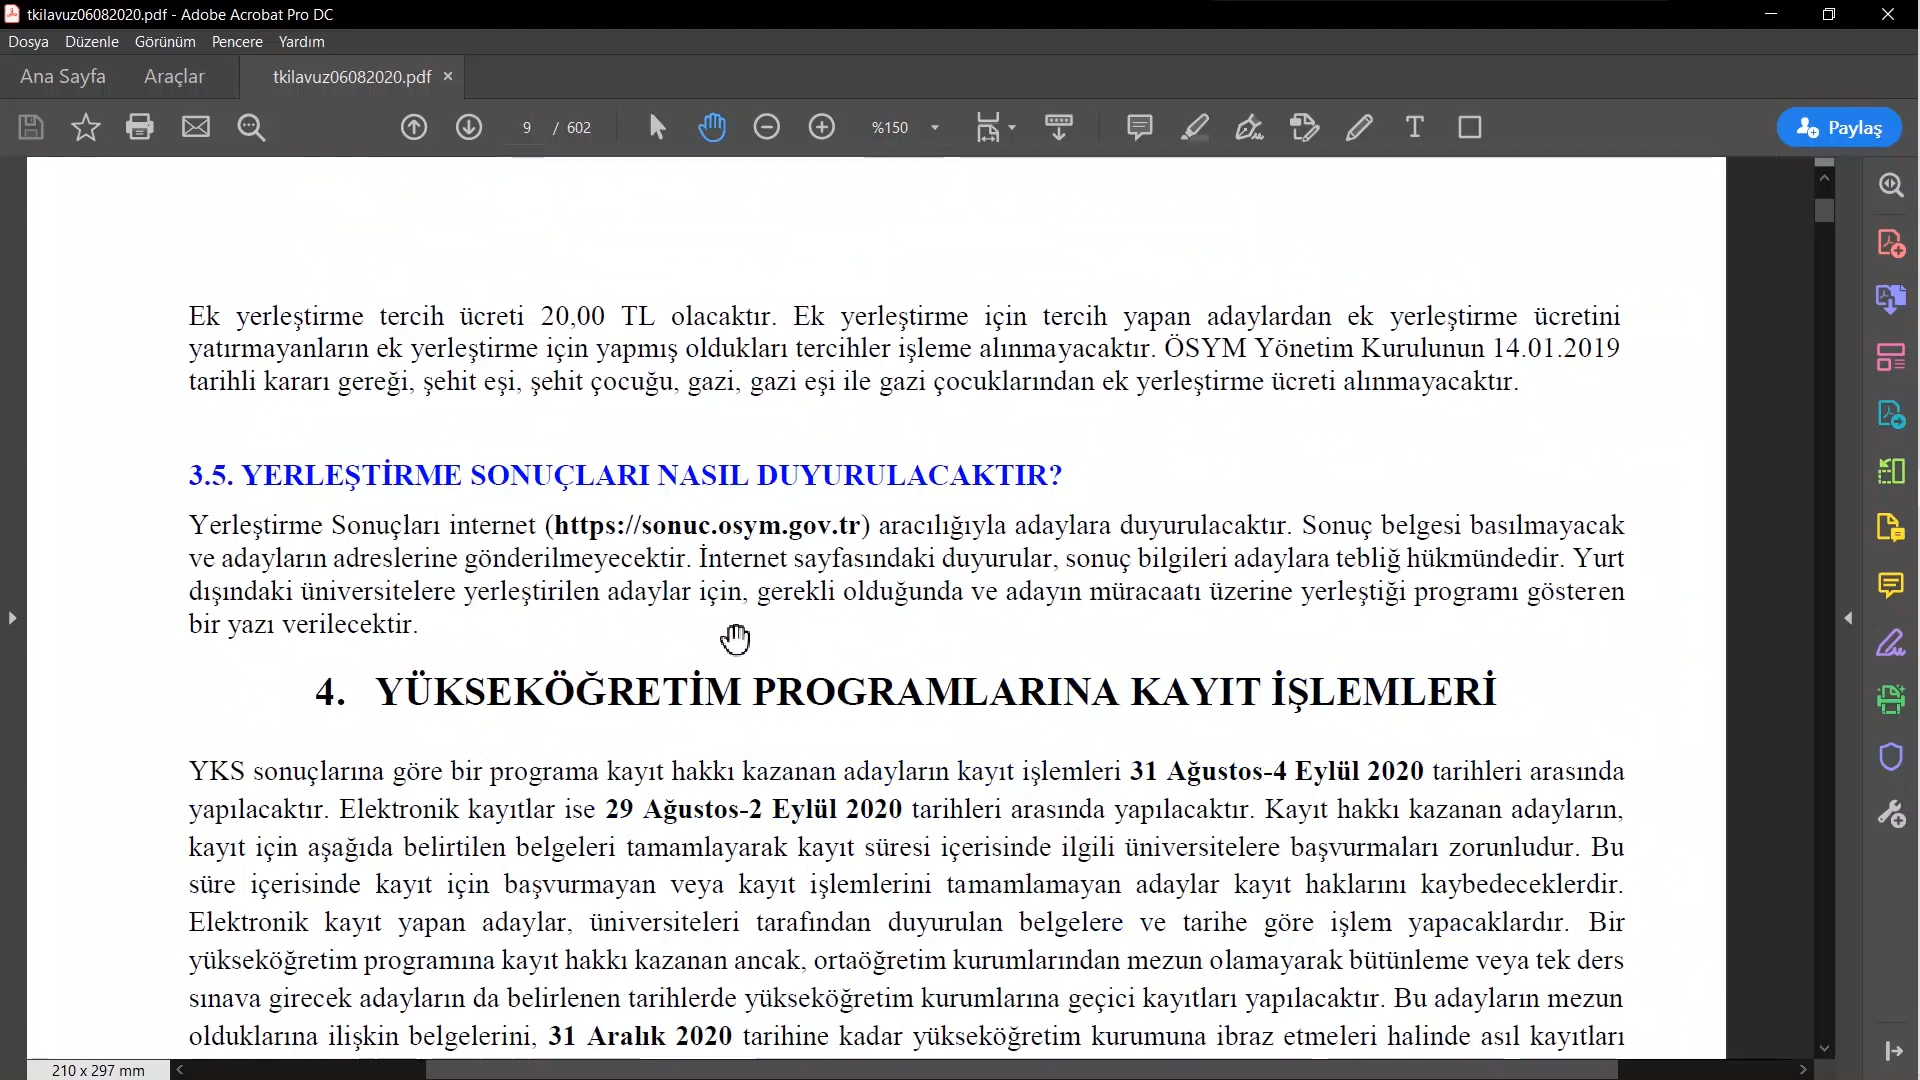 tkilavuz06082020.pdf - Adobe Acrobat Pro DC
Dosya Düzenle Görünüm Pencere Yardım
Ana Sayfa Araçlar tkilavuz06082020.pdf ×
9 / 602 %150 T Paylaş
Ek yerleştirme tercih ücreti 20,00 TL olacaktır. Ek yerleştirme için tercih yapan adaylardan ek yerleştirme ücretini
yatırmayanların ek yerleştirme için yapmış oldukları tercihler işleme alınmayacaktır. ÖSYM Yönetim Kurulunun 14.01.2019
tarihli kararı gereği, şehit eşi, şehit çocuğu, gazi, gazi eşi ile gazi çocuklarından ek yerleştirme ücreti alınmayacaktır.
3.5. YERLEŞTİRME SONUÇLARI NASIL DUYURULACAKTIR?
Yerleştirme Sonuçları internet (https://sonuc.osym.gov.tr) aracılığıyla adaylara duyurulacaktır. Sonuç belgesi basılmayacak
ve adayların adreslerine gönderilmeyecektir. İnternet sayfasındaki duyurular, sonuç bilgileri adaylara tebliğ hükmündedir. Yurt
dışındaki üniversitelere yerleştirilen adaylar için, gerekli olduğunda ve adayın müracaatı üzerine yerleştiği programı gösteren
bir yazı verilecektir.
4. YÜKSEKÖĞRETİM PROGRAMLARINA KAYIT İŞLEMLERİ
YKS sonuçlarına göre bir programa kayıt hakkı kazanan adayların kayıt işlemleri 31 Ağustos-4 Eylül 2020 tarihleri arasında
yapılacaktır. Elektronik kayıtlar ise 29 Ağustos-2 Eylül 2020 tarihleri arasında yapılacaktır. Kayıt hakkı kazanan adayların,
kayıt için aşağıda belirtilen belgeleri tamamlayarak kayıt süresi içerisinde ilgili üniversitelere başvurmaları zorunludur. Bu
süre içerisinde kayıt için başvurmayan veya kayıt işlemlerini tamamlamayan adaylar kayıt haklarını kaybedeceklerdir.
Elektronik kayıt yapan adaylar, üniversiteleri tarafından duyurulan belgelere ve tarihe göre işlem yapacaklardır. Bir
yükseköğretim programına kayıt hakkı kazanan ancak, ortaöğretim kurumlarından mezun olamayarak bütünleme veya tek ders
sınava girecek adayların da belirlenen tarihlerde yükseköğretim kurumlarına geçici kayıtları yapılacaktır. Bu adayların mezun
olduklarına ilişkin belgelerini, 31 Aralık 2020 tarihine kadar yükseköğretim kurumuna ibraz etmeleri halinde asıl kayıtları
210 x 297 mm